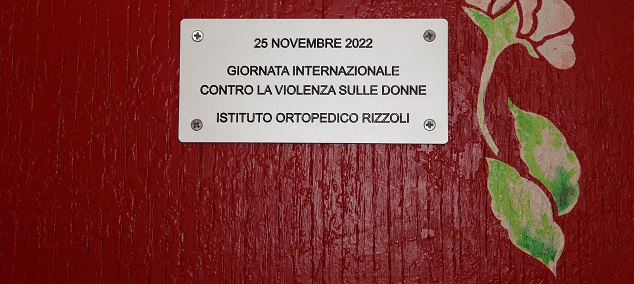 25 NOVEMBRE 2022
GIORNATA INTERNAZIONALE
CONTRO LA VIOLENZA SULLE DONNE
ISTITUTO ORTOPEDICO RIZZOLI